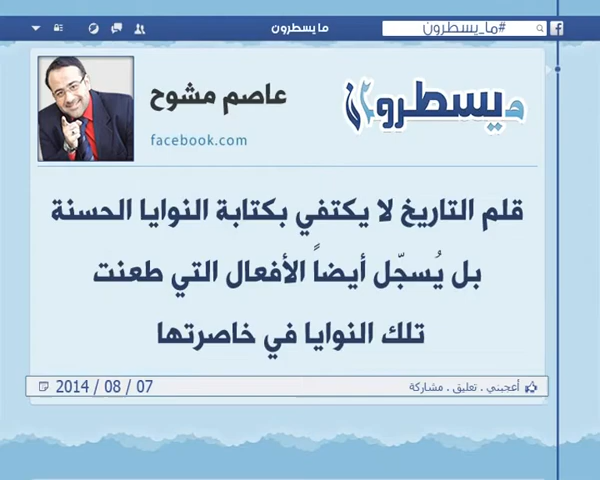 ما يسطرون
#ما_يسطرون
ما يسطرون
عاصم مشوح
facebook.com
قلم التاريخ لا يكتفي بكتابة النوايا الحسنة
بل يُسجّل أيضاً الأفعال التي طعنت
تلك النوايا في خاصرتها
أعجبني . تعليق . مشاركة
2014 / 08 / 07